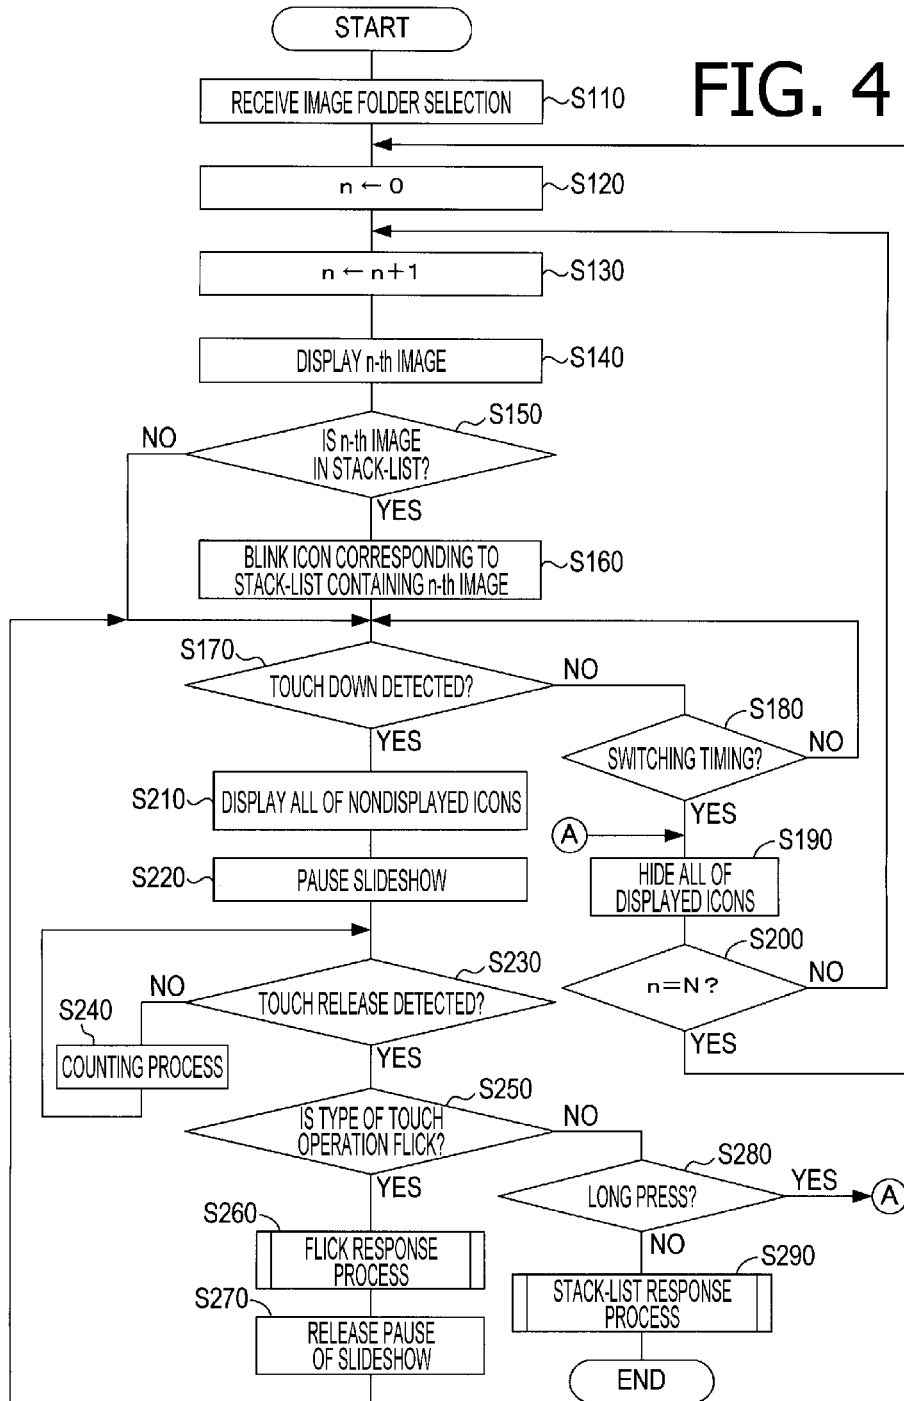 START
FIG. 4
RECEIVE IMAGE FOLDER SELECTION
S110
n ← 0
S120
n ← n+1
S130
DISPLAY n-th IMAGE
S140
S150
NO
IS n-th IMAGE
IN STACK-LIST?
YES
BLINK ICON CORRESPONDING TO
STACK-LIST CONTAINING n-th IMAGE
S160
S170
TOUCH DOWN DETECTED?
NO
YES
S180
SWITCHING TIMING?
NO
YES
S210
DISPLAY ALL OF NONDISPLAYED ICONS
A
S190
HIDE ALL OF
DISPLAYED ICONS
S220
PAUSE SLIDESHOW
S200
n=N?
NO
YES
S230
NO
TOUCH RELEASE DETECTED?
YES
S240
COUNTING PROCESS
S250
IS TYPE OF TOUCH
OPERATION FLICK?
NO
YES
S280
LONG PRESS?
YES
A
NO
S260
FLICK RESPONSE
PROCESS
S290
STACK-LIST RESPONSE
PROCESS
S270
RELEASE PAUSE
OF SLIDESHOW
END